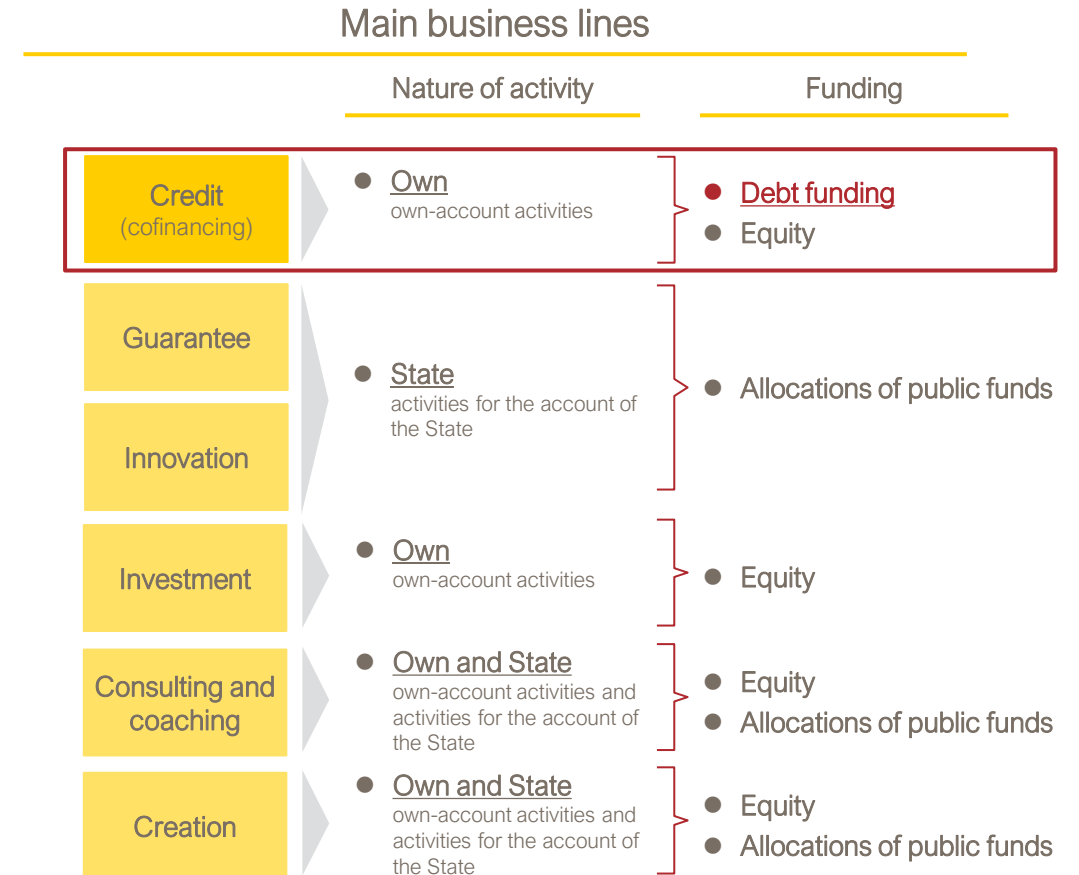 Main business lines
Nature of activity
Funding
Credit
(cofinancing)
● Own
own-account activities
● Debt funding
● Equity
Guarantee
Innovation
● State
activities for the account of
the State
● Allocations of public funds
Investment
● Own
own-account activities
● Equity
Consulting and
coaching
● Own and State
own-account activities and
activities for the account of
the State
● Equity
● Allocations of public funds
Creation
● Own and State
own-account activities and
activities for the account of
the State
● Equity
● Allocations of public funds